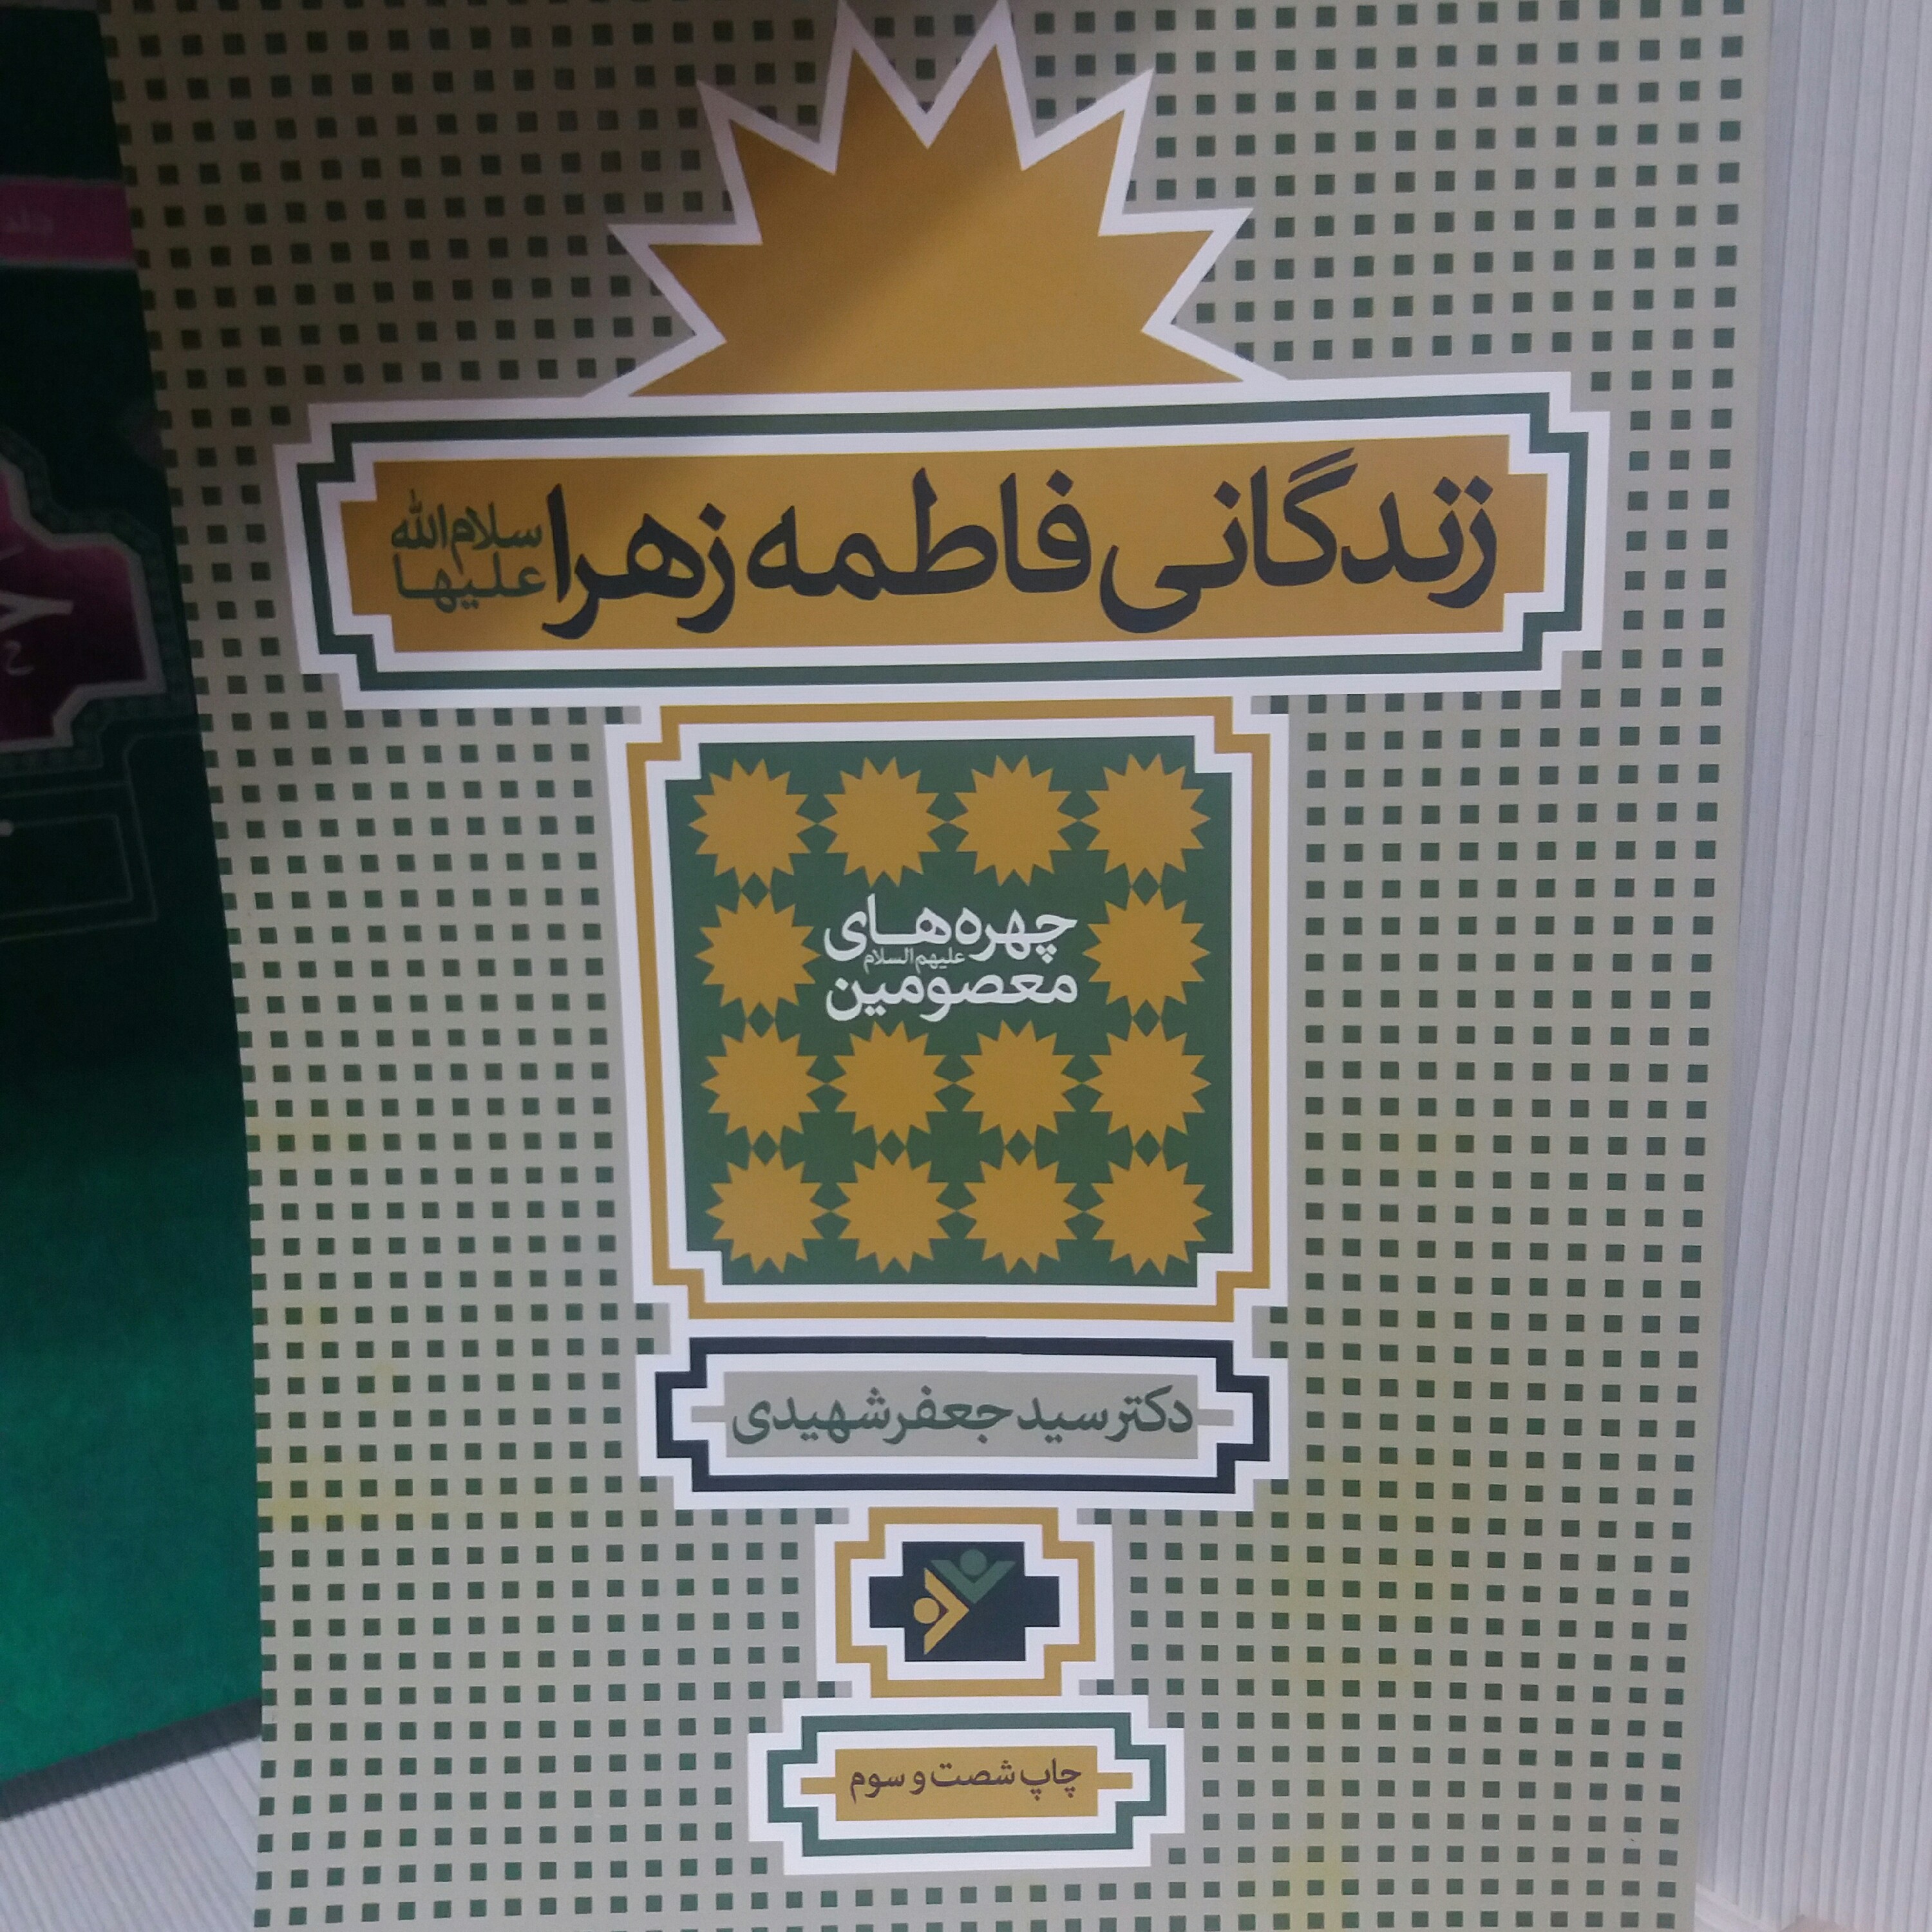 زندگانی فاطمه زهرا سلام الله علیها
چهره‌های
علیهم السلام
معصومین
دکتر سید جعفر شهیدی
چاپ شصت و سوم